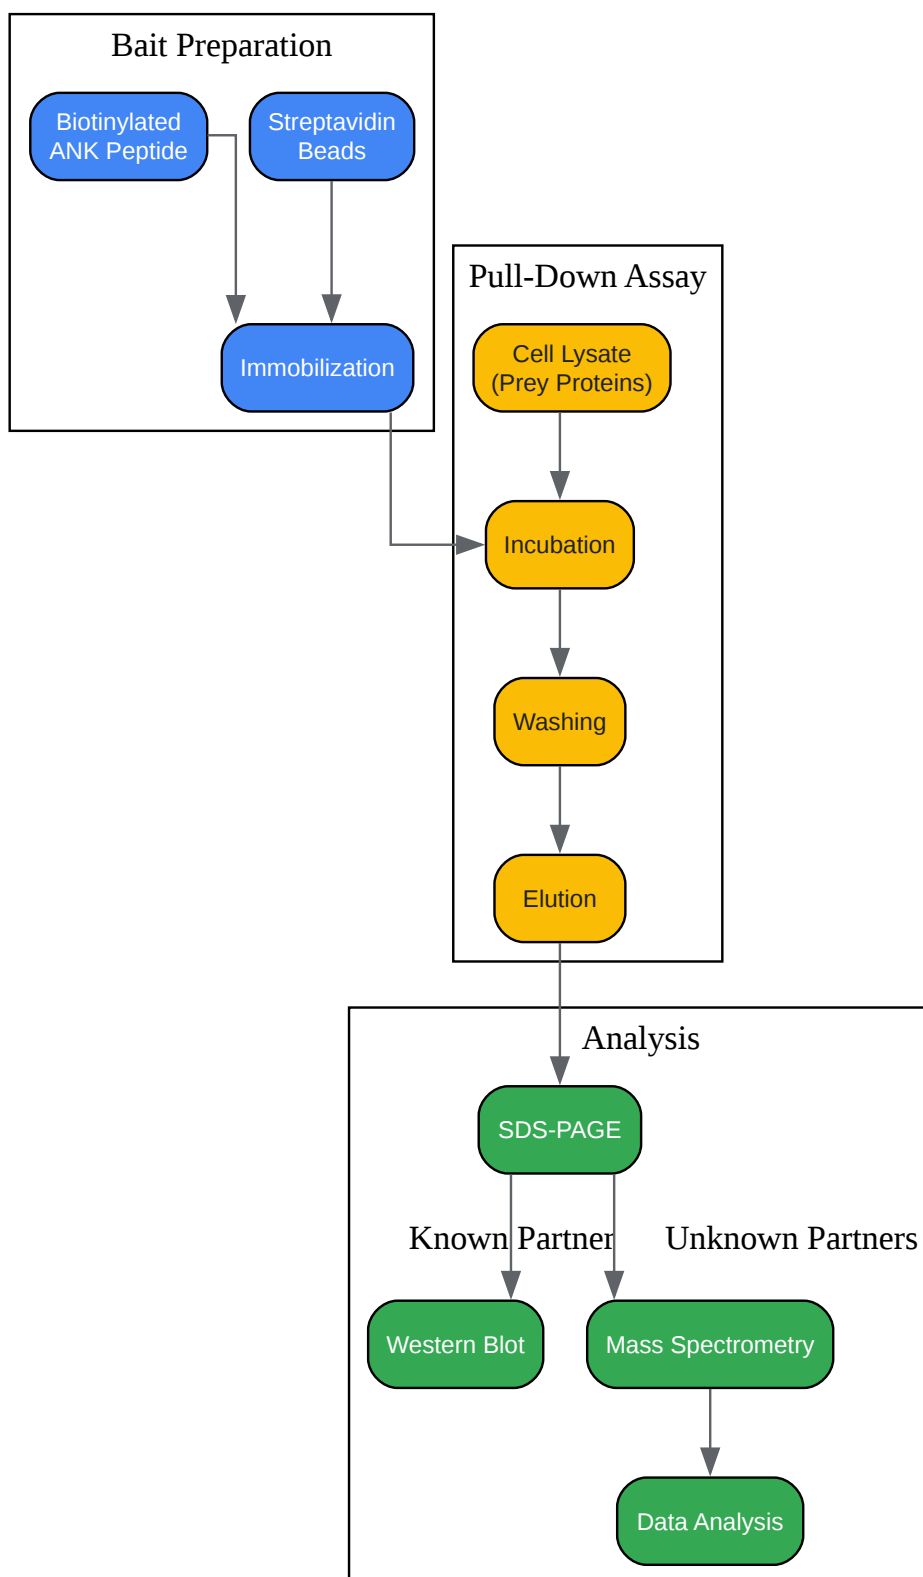 Bait Preparation
Biotinylated
ANK Peptide
Streptavidin
Beads
Immobilization
Pull-Down Assay
Cell Lysate
(Prey Proteins)
Incubation
Washing
Elution
Analysis
SDS-PAGE
Known Partner
Unknown Partners
Western Blot
Mass Spectrometry
Data Analysis